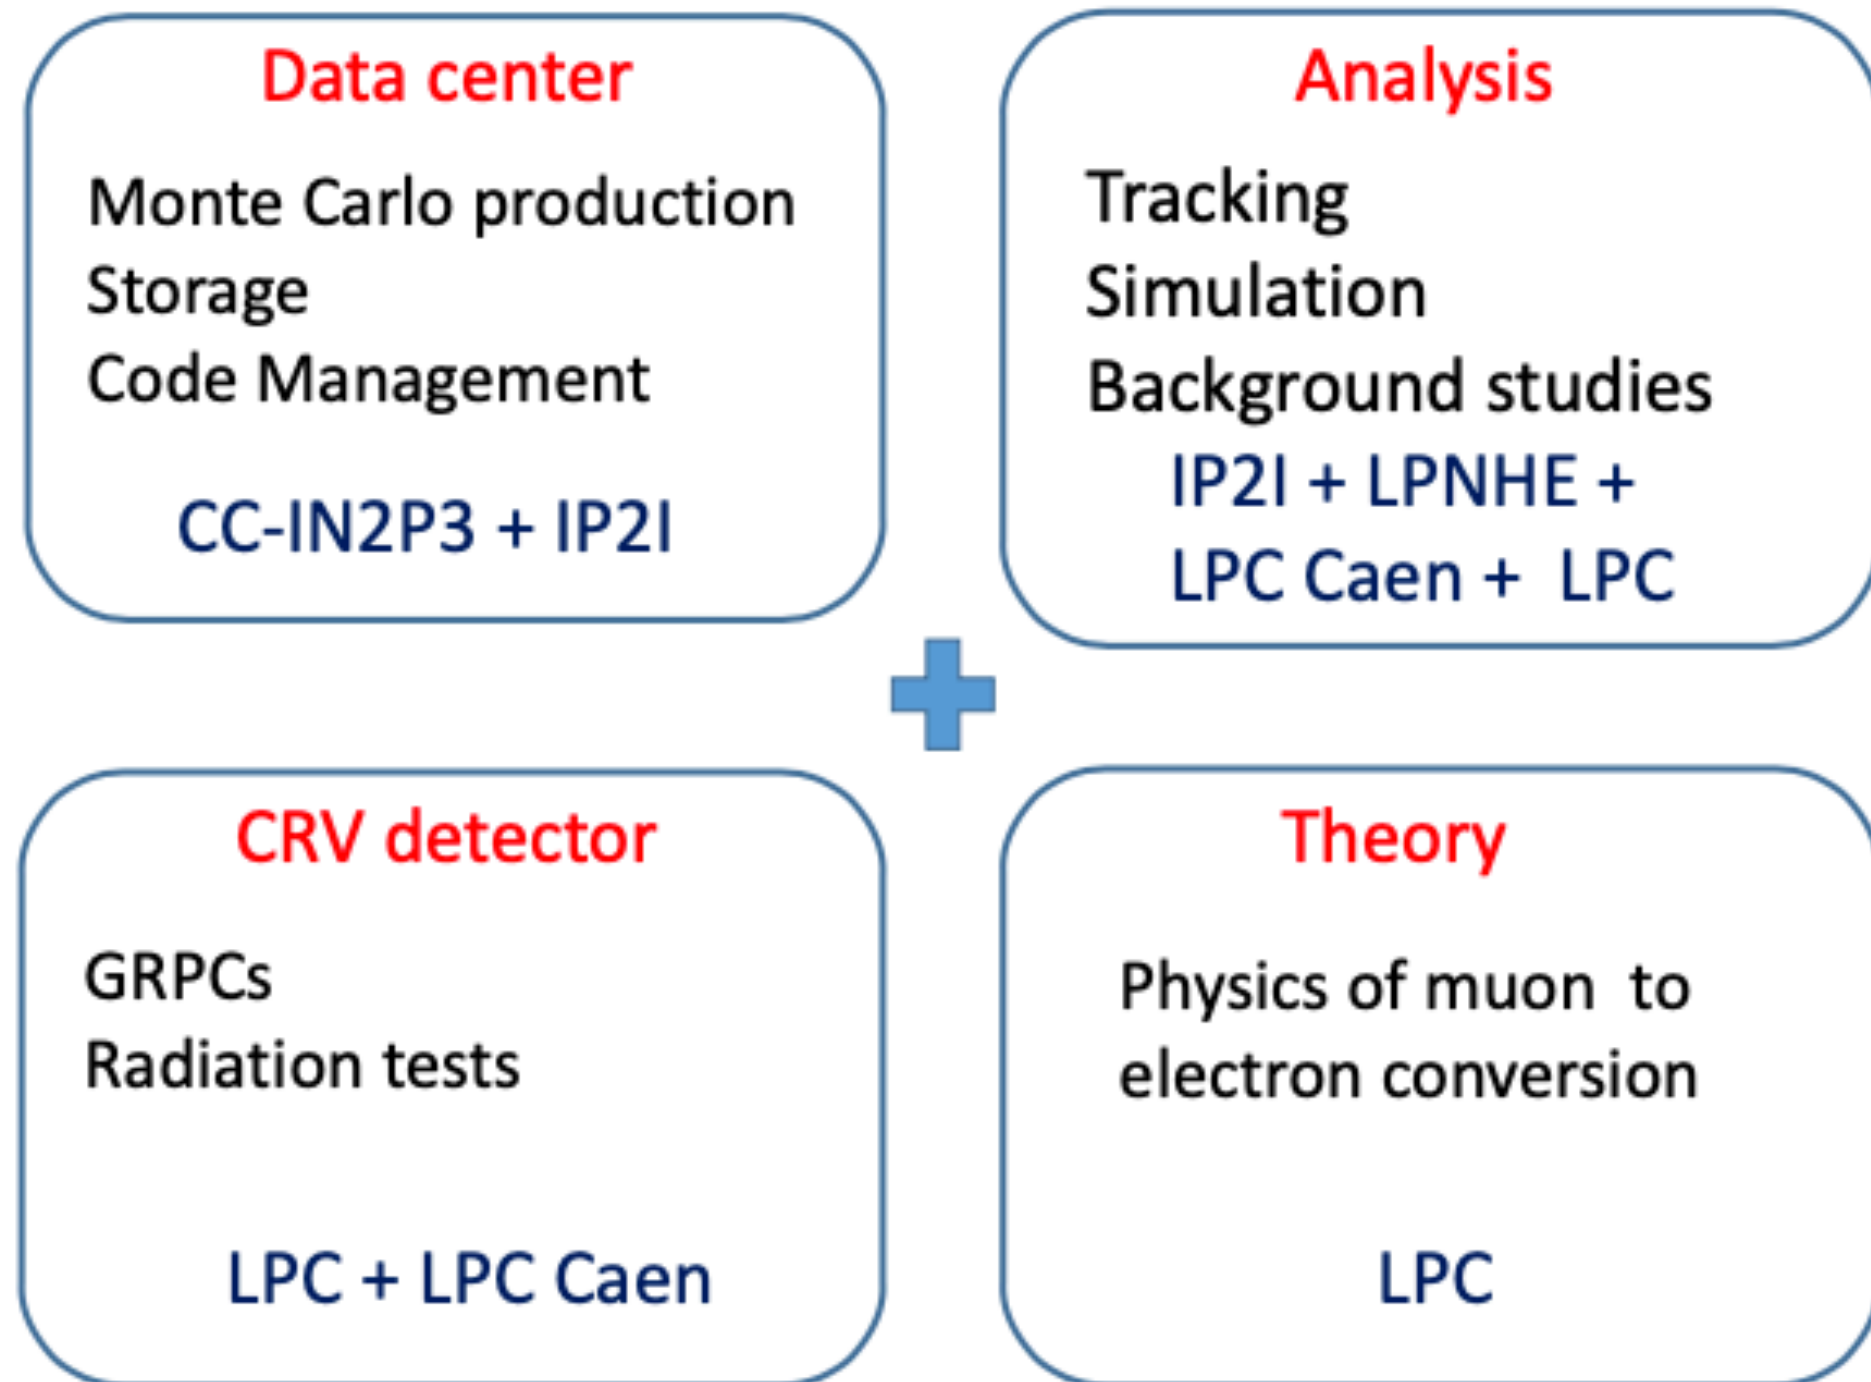 Data center
Monte Carlo production
Storage
Code Management
CC-IN2P3 + IP2I
Analysis
Tracking
Simulation
Background studies
IP2I + LPNHE +
LPC Caen + LPC
CRV detector
GRPCs
Radiation tests
LPC + LPC Caen
Theory
Physics of muon to
electron conversion
LPC